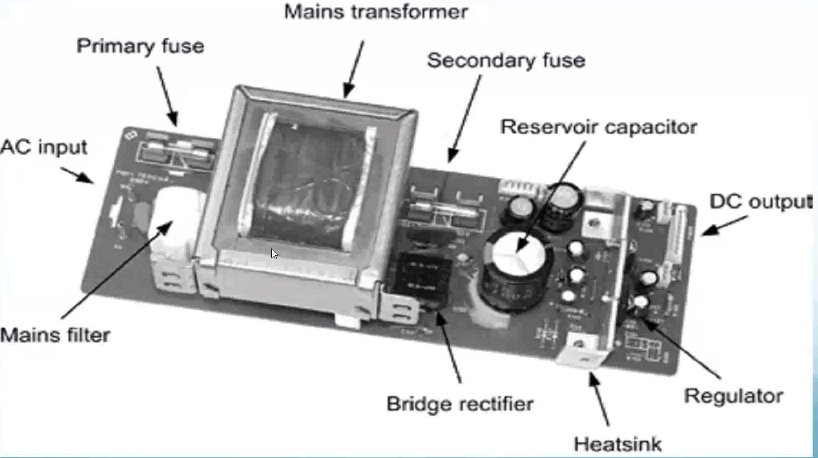 Mains transformer
Primary fuse
Secondary fuse
Reservoir capacitor
AC input
DC output
Mains filter
Regulator
Bridge rectifier
Heatsink